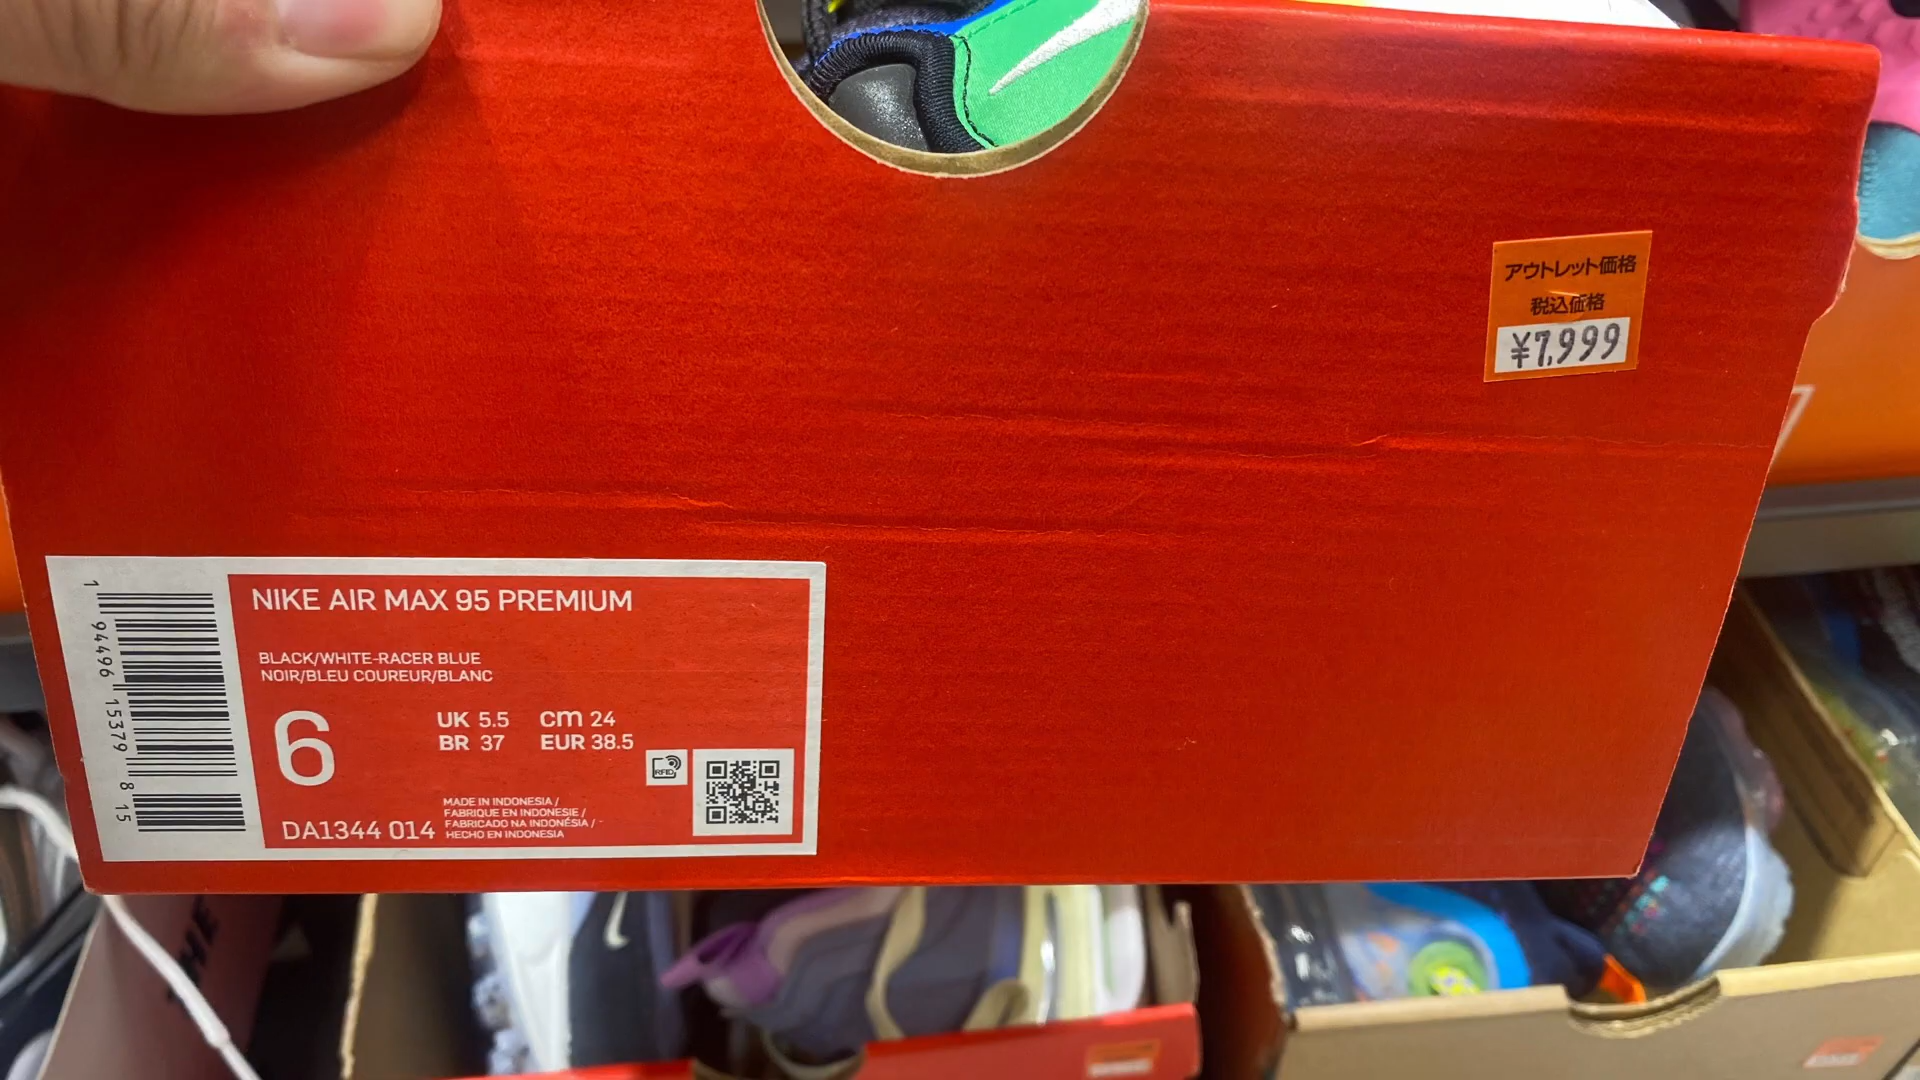 アウトレット価格
税込価格
¥7,999
NIKE AIR MAX 95 PREMIUM
BLACK/WHITE-RACER BLUE
NOIR/BLEU COUREUR/BLANC
6
UK 5.5 cm 24
BR 37 EUR 38.5
RFID
DA1344 014
MADE IN INDONESIA /
FABRIQUE EN INDONESIE /
FABRICADO NA INDONÉSIA /
HECHO EN INDONESIA
1 94496 15379 8 15
7
THE